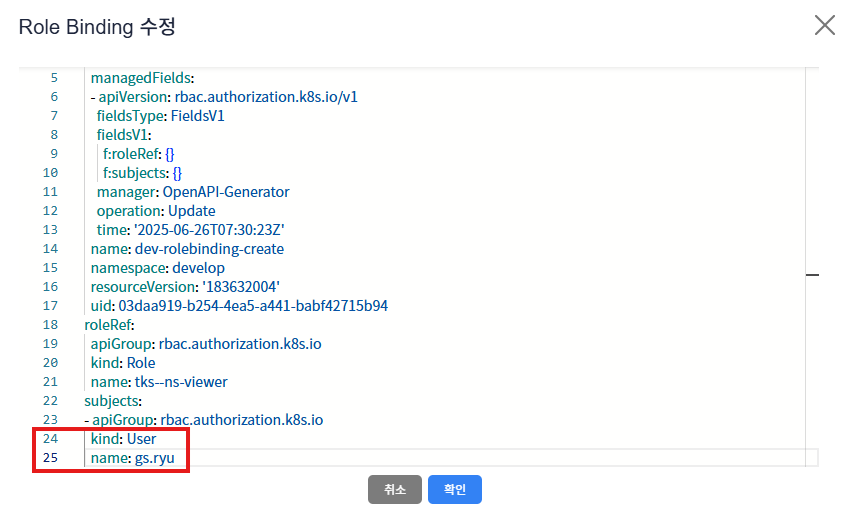 Role Binding 수정
5 managedFields:
6 - apiVersion: rbac.authorization.k8s.io/v1
7 fieldsType: FieldsV1
8 fieldsV1:
9 f:roleRef: {}
10 f:subjects: {}
11 manager: OpenAPI-Generator
12 operation: Update
13 time: '2025-06-26T07:30:23Z'
14 name: dev-rolebinding-create
15 namespace: develop
16 resourceVersion: '183632004'
17 uid: 03daa919-b254-4ea5-a441-babf42715b94
18 roleRef:
19 apiGroup: rbac.authorization.k8s.io
20 kind: Role
21 name: tks--ns-viewer
22 subjects:
23 - apiGroup: rbac.authorization.k8s.io
24 kind: User
25 name: gs.ryu
취소 확인